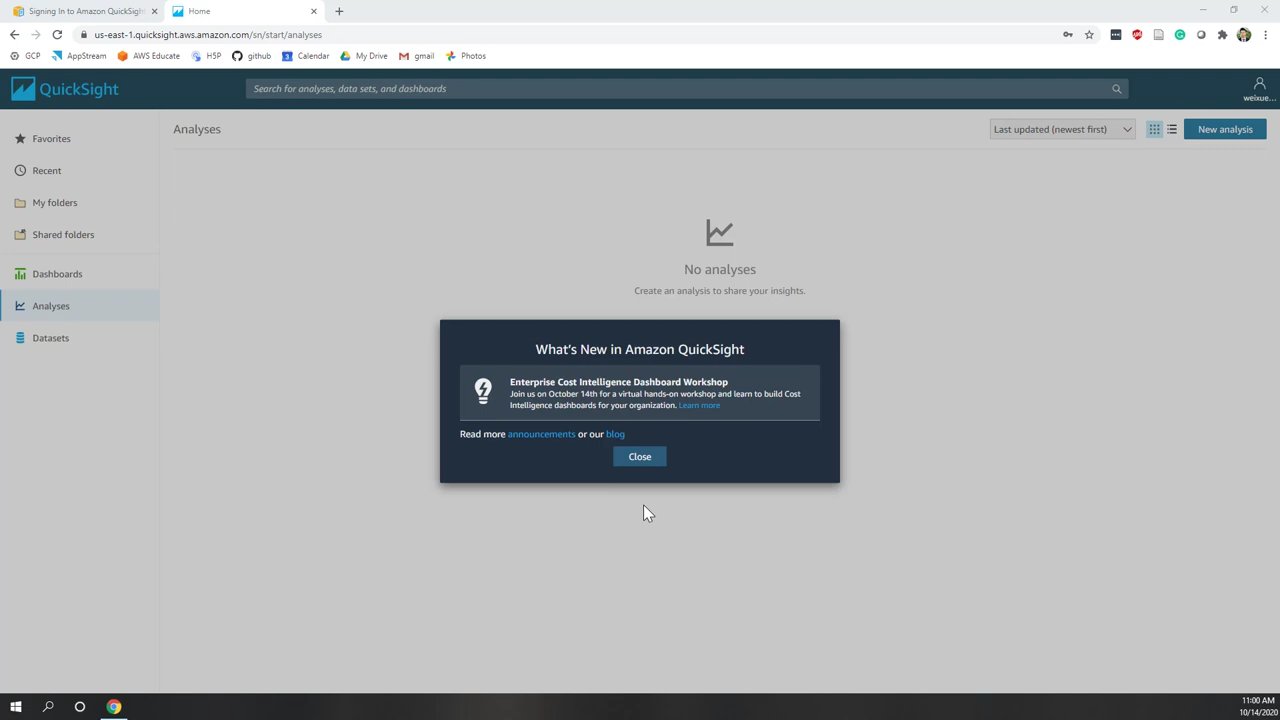 Signing In to Amazon QuickSigh
Home
us-east-1.quicksight.aws.amazon.com/sn/start/analyses
GCP
AppStream
AWS Educate
H5P
github
Calendar
My Drive
gmail
Photos
QuickSight
Search for analyses, data sets, and dashboards
weixue...
Favorites
Recent
My folders
Shared folders
Dashboards
Analyses
Datasets
Analyses
Last updated (newest first)
New analysis
No analyses
Create an analysis to share your insights.
What's New in Amazon QuickSight
Enterprise Cost Intelligence Dashboard Workshop
Join us on October 14th for a virtual hands-on workshop and learn to build Cost
Intelligence dashboards for your organization. Learn more
Read more announcements or our blog
Close
11:00 AM
10/14/2020